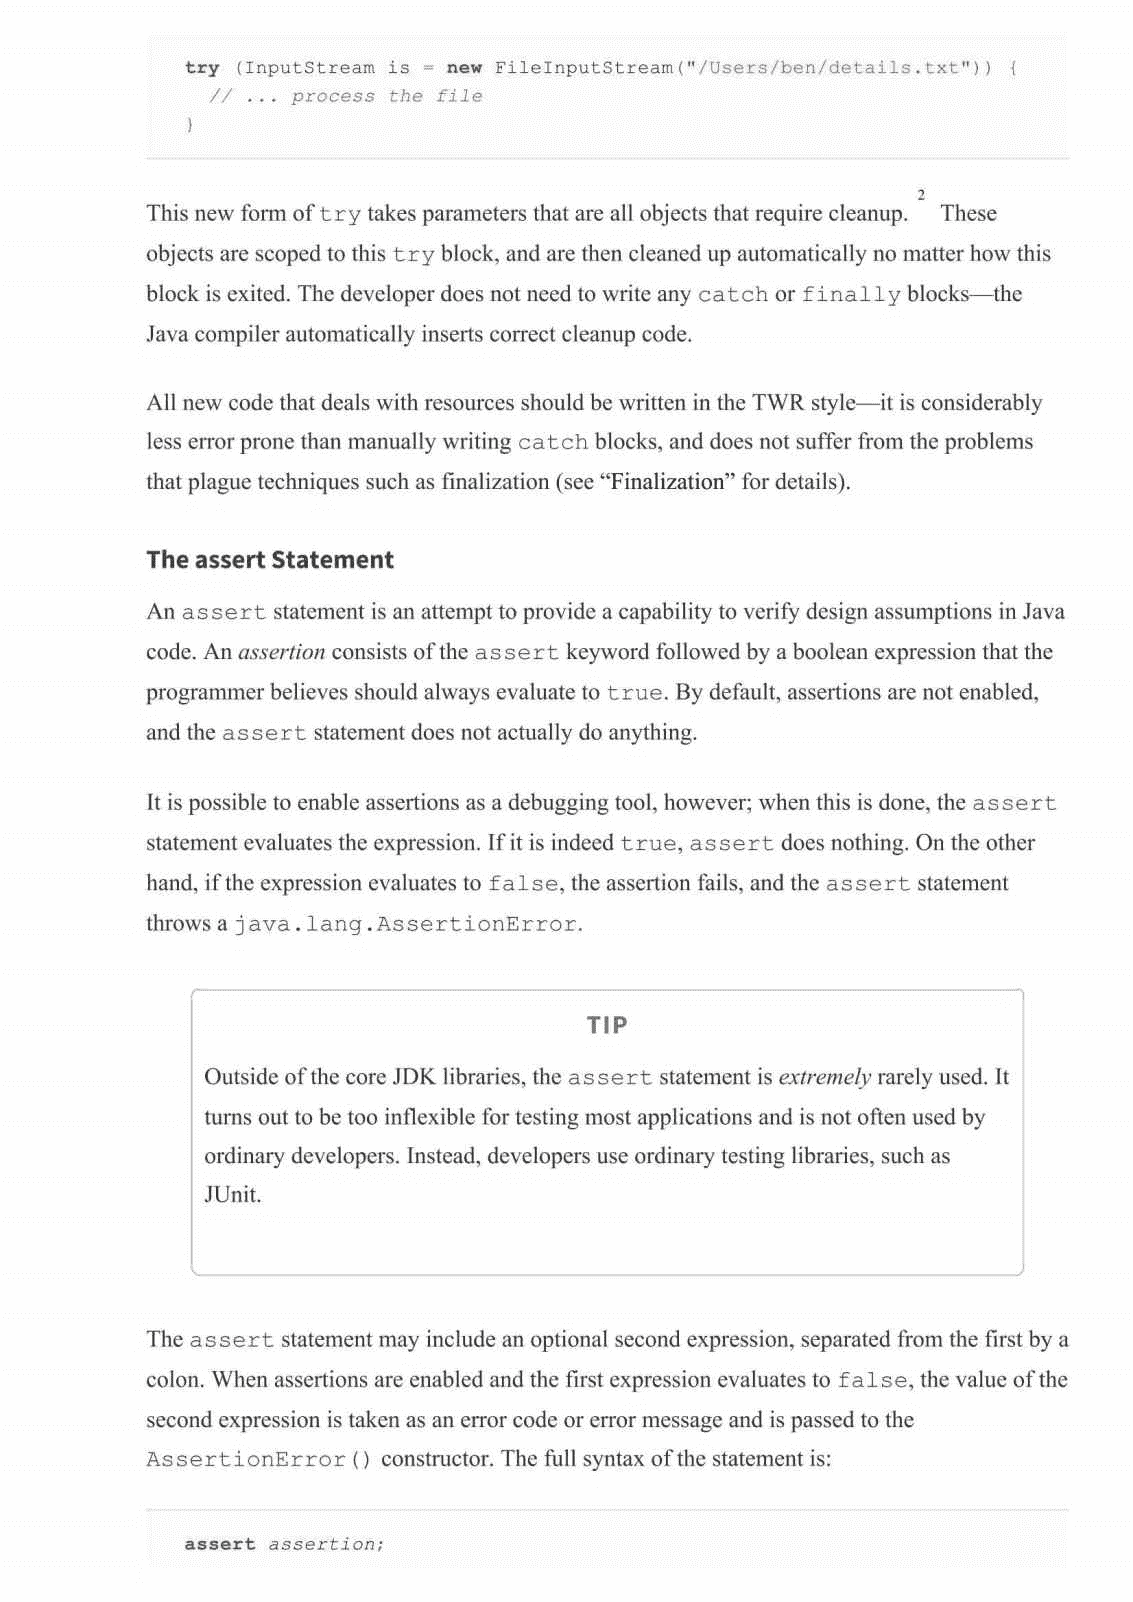 try (InputStream is = new FileInputStream("/Users/ben/details.txt")) {
// ... process the file
}
This new form of try takes parameters that are all objects that require cleanup. 2 These
objects are scoped to this try block, and are then cleaned up automatically no matter how this
block is exited. The developer does not need to write any catch or finally blocks—the
Java compiler automatically inserts correct cleanup code.
All new code that deals with resources should be written in the TWR style—it is considerably
less error prone than manually writing catch blocks, and does not suffer from the problems
that plague techniques such as finalization (see “Finalization” for details).
The assert Statement
An assert statement is an attempt to provide a capability to verify design assumptions in Java
code. An assertion consists of the assert keyword followed by a boolean expression that the
programmer believes should always evaluate to true. By default, assertions are not enabled,
and the assert statement does not actually do anything.
It is possible to enable assertions as a debugging tool, however; when this is done, the assert
statement evaluates the expression. If it is indeed true, assert does nothing. On the other
hand, if the expression evaluates to false, the assertion fails, and the assert statement
throws a java.lang.AssertionError.
TIP
Outside of the core JDK libraries, the assert statement is extremely rarely used. It
turns out to be too inflexible for testing most applications and is not often used by
ordinary developers. Instead, developers use ordinary testing libraries, such as
JUnit.
The assert statement may include an optional second expression, separated from the first by a
colon. When assertions are enabled and the first expression evaluates to false, the value of the
second expression is taken as an error code or error message and is passed to the
AssertionError() constructor. The full syntax of the statement is:
assert assertion;